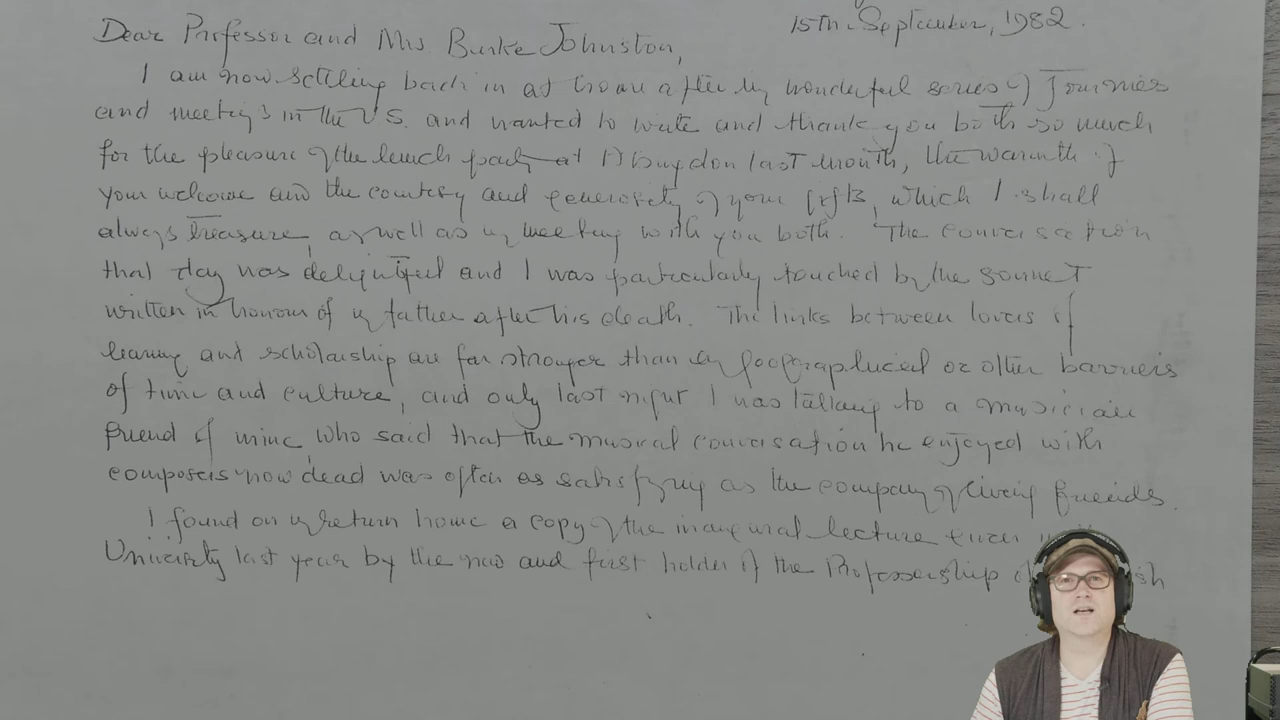 15th September, 1982.
Dear Professor and Mrs Burke Johnston,
I am now settling back in at home after my wonderful series of Journies
and meetings in the U S. and wanted to write and thank you both so much
for the pleasure of the lunch party at Abingdon last month, the warmth of
your welcome and the courtesy and generosity of your gifts, which I shall
always treasure, as well as my meeting with you both. The conversation
that day was delightful and I was particularly touched by the sonnet
written in honour of my father after his death. The links between lovers of
learning and scholarship are far stronger than any geographical or other barriers
of time and culture, and only last night I was talking to a musician
friend of mine who said that the musical conversation he enjoyed with
composers now dead was often as satisfying as the company of living friends.
I found on my return home a copy of the inaugural lecture given
University last year by the new and first holder of the Professorship